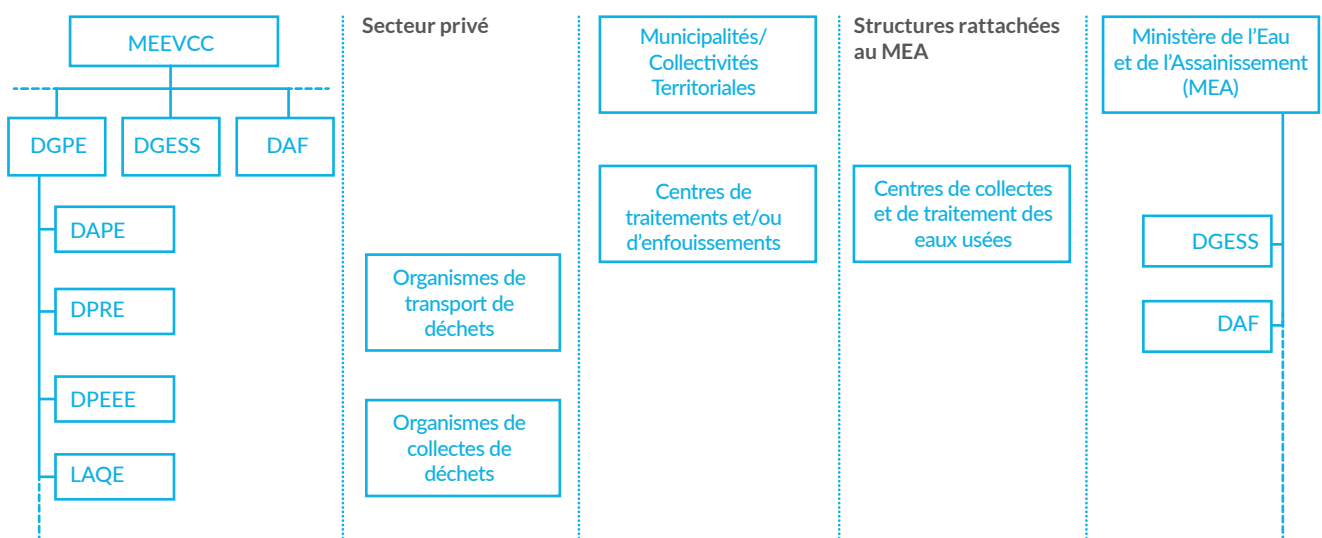 MEEVCC
DGPE
DGESS
DAF
DAPE
DPRE
DPEEE
LAQE
Secteur privé
Organismes de
transport de
déchets
Organismes de
collectes de
déchets
Municipalités/
Collectivités
Territoriales
Centres de
traitements et/ou
d'enfouissements
Structures rattachées
au MEA
Centres de collectes
et de traitement des
eaux usées
Ministère de l'Eau
et de l'Assainissement
(MEA)
DGESS
DAF